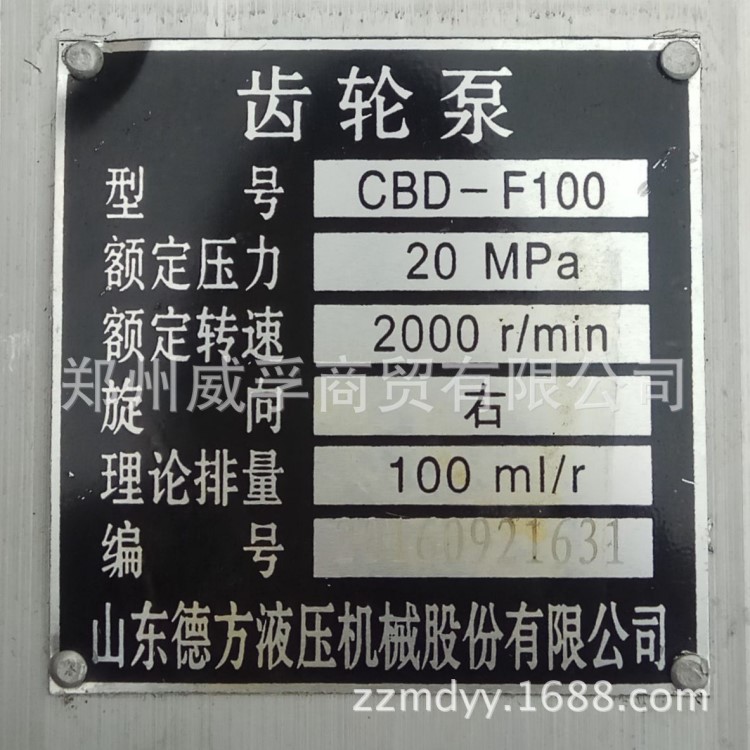 齿轮泵
型号 CBD-F100
额定压力 20 MPa
额定转速 2000 r/min
郑州威孚商贸有限公司
旋向 右
理论排量 100 ml/r
编号
山东德方液压机械股份有限公司
zzmdyy.1688.com